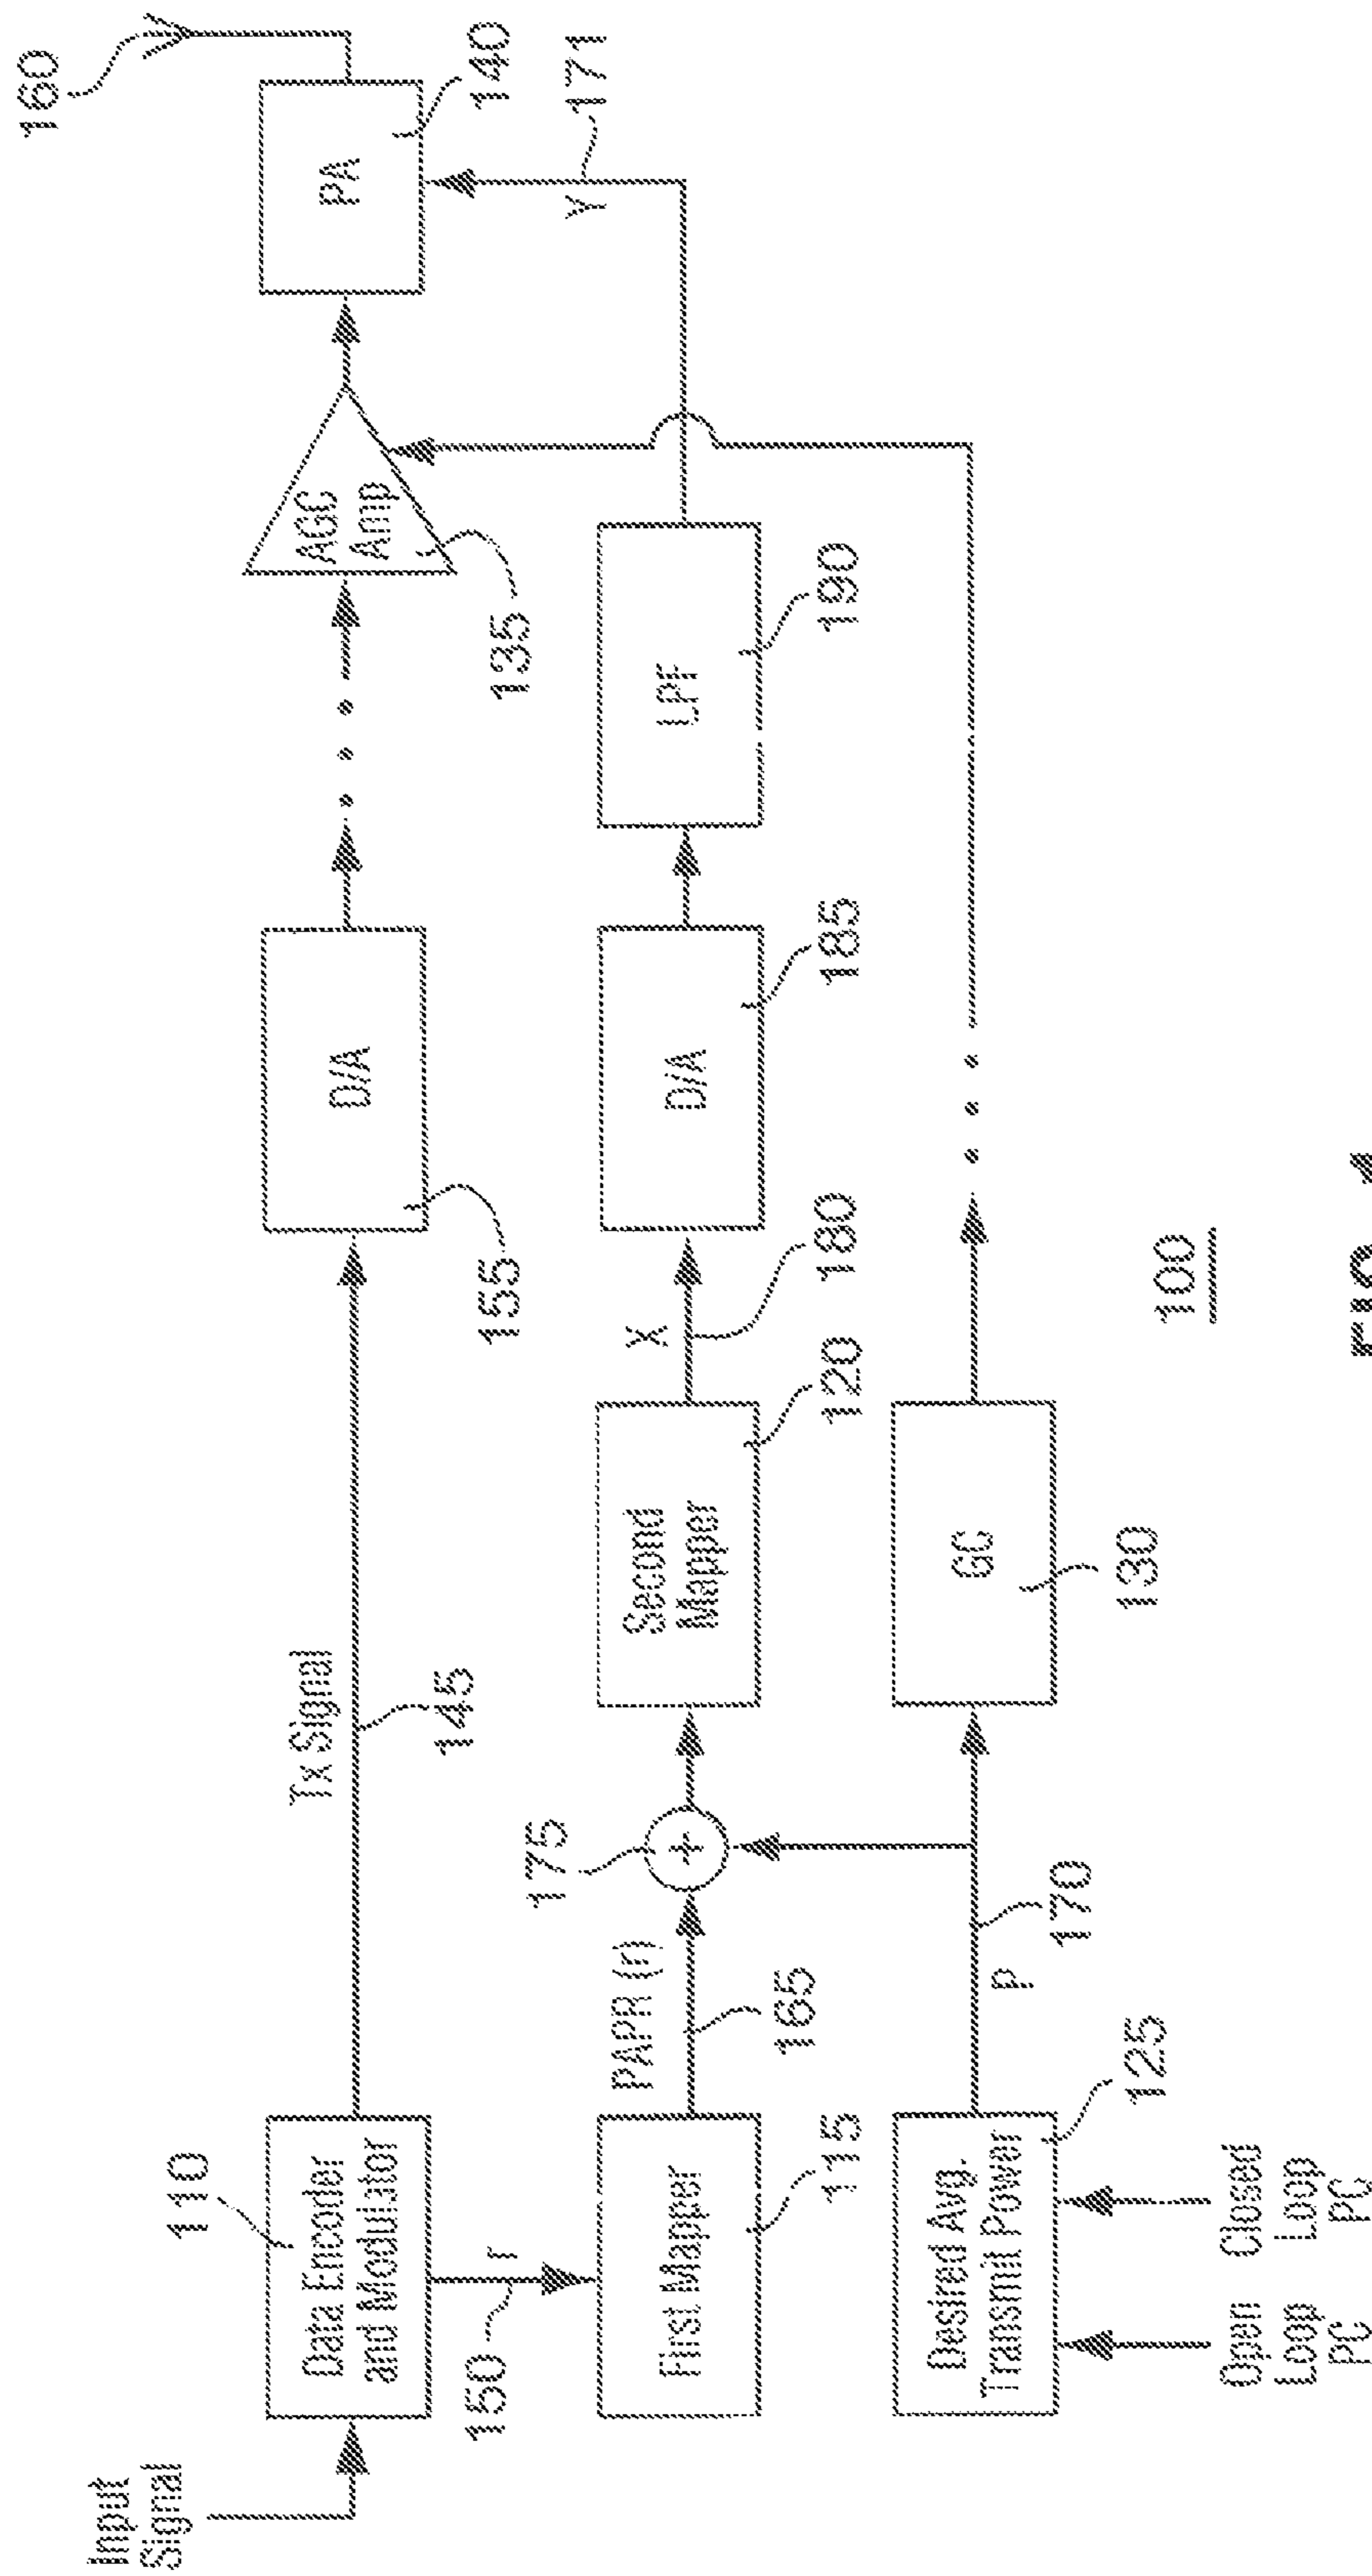 Input
Signal
110
Data Encoder
and Modulator
Tx Signal
145
155
D/A
AGC
Amp
135
PA
140
160
150
r
First Mapper
115
PAPR (r)
165
175
+
Second
Mapper
120
X
180
D/A
185
LPF
190
Y
171
Desired Avg.
Transmit Power
125
P
170
GC
130
Open
Loop
PC
Closed
Loop
PC
100